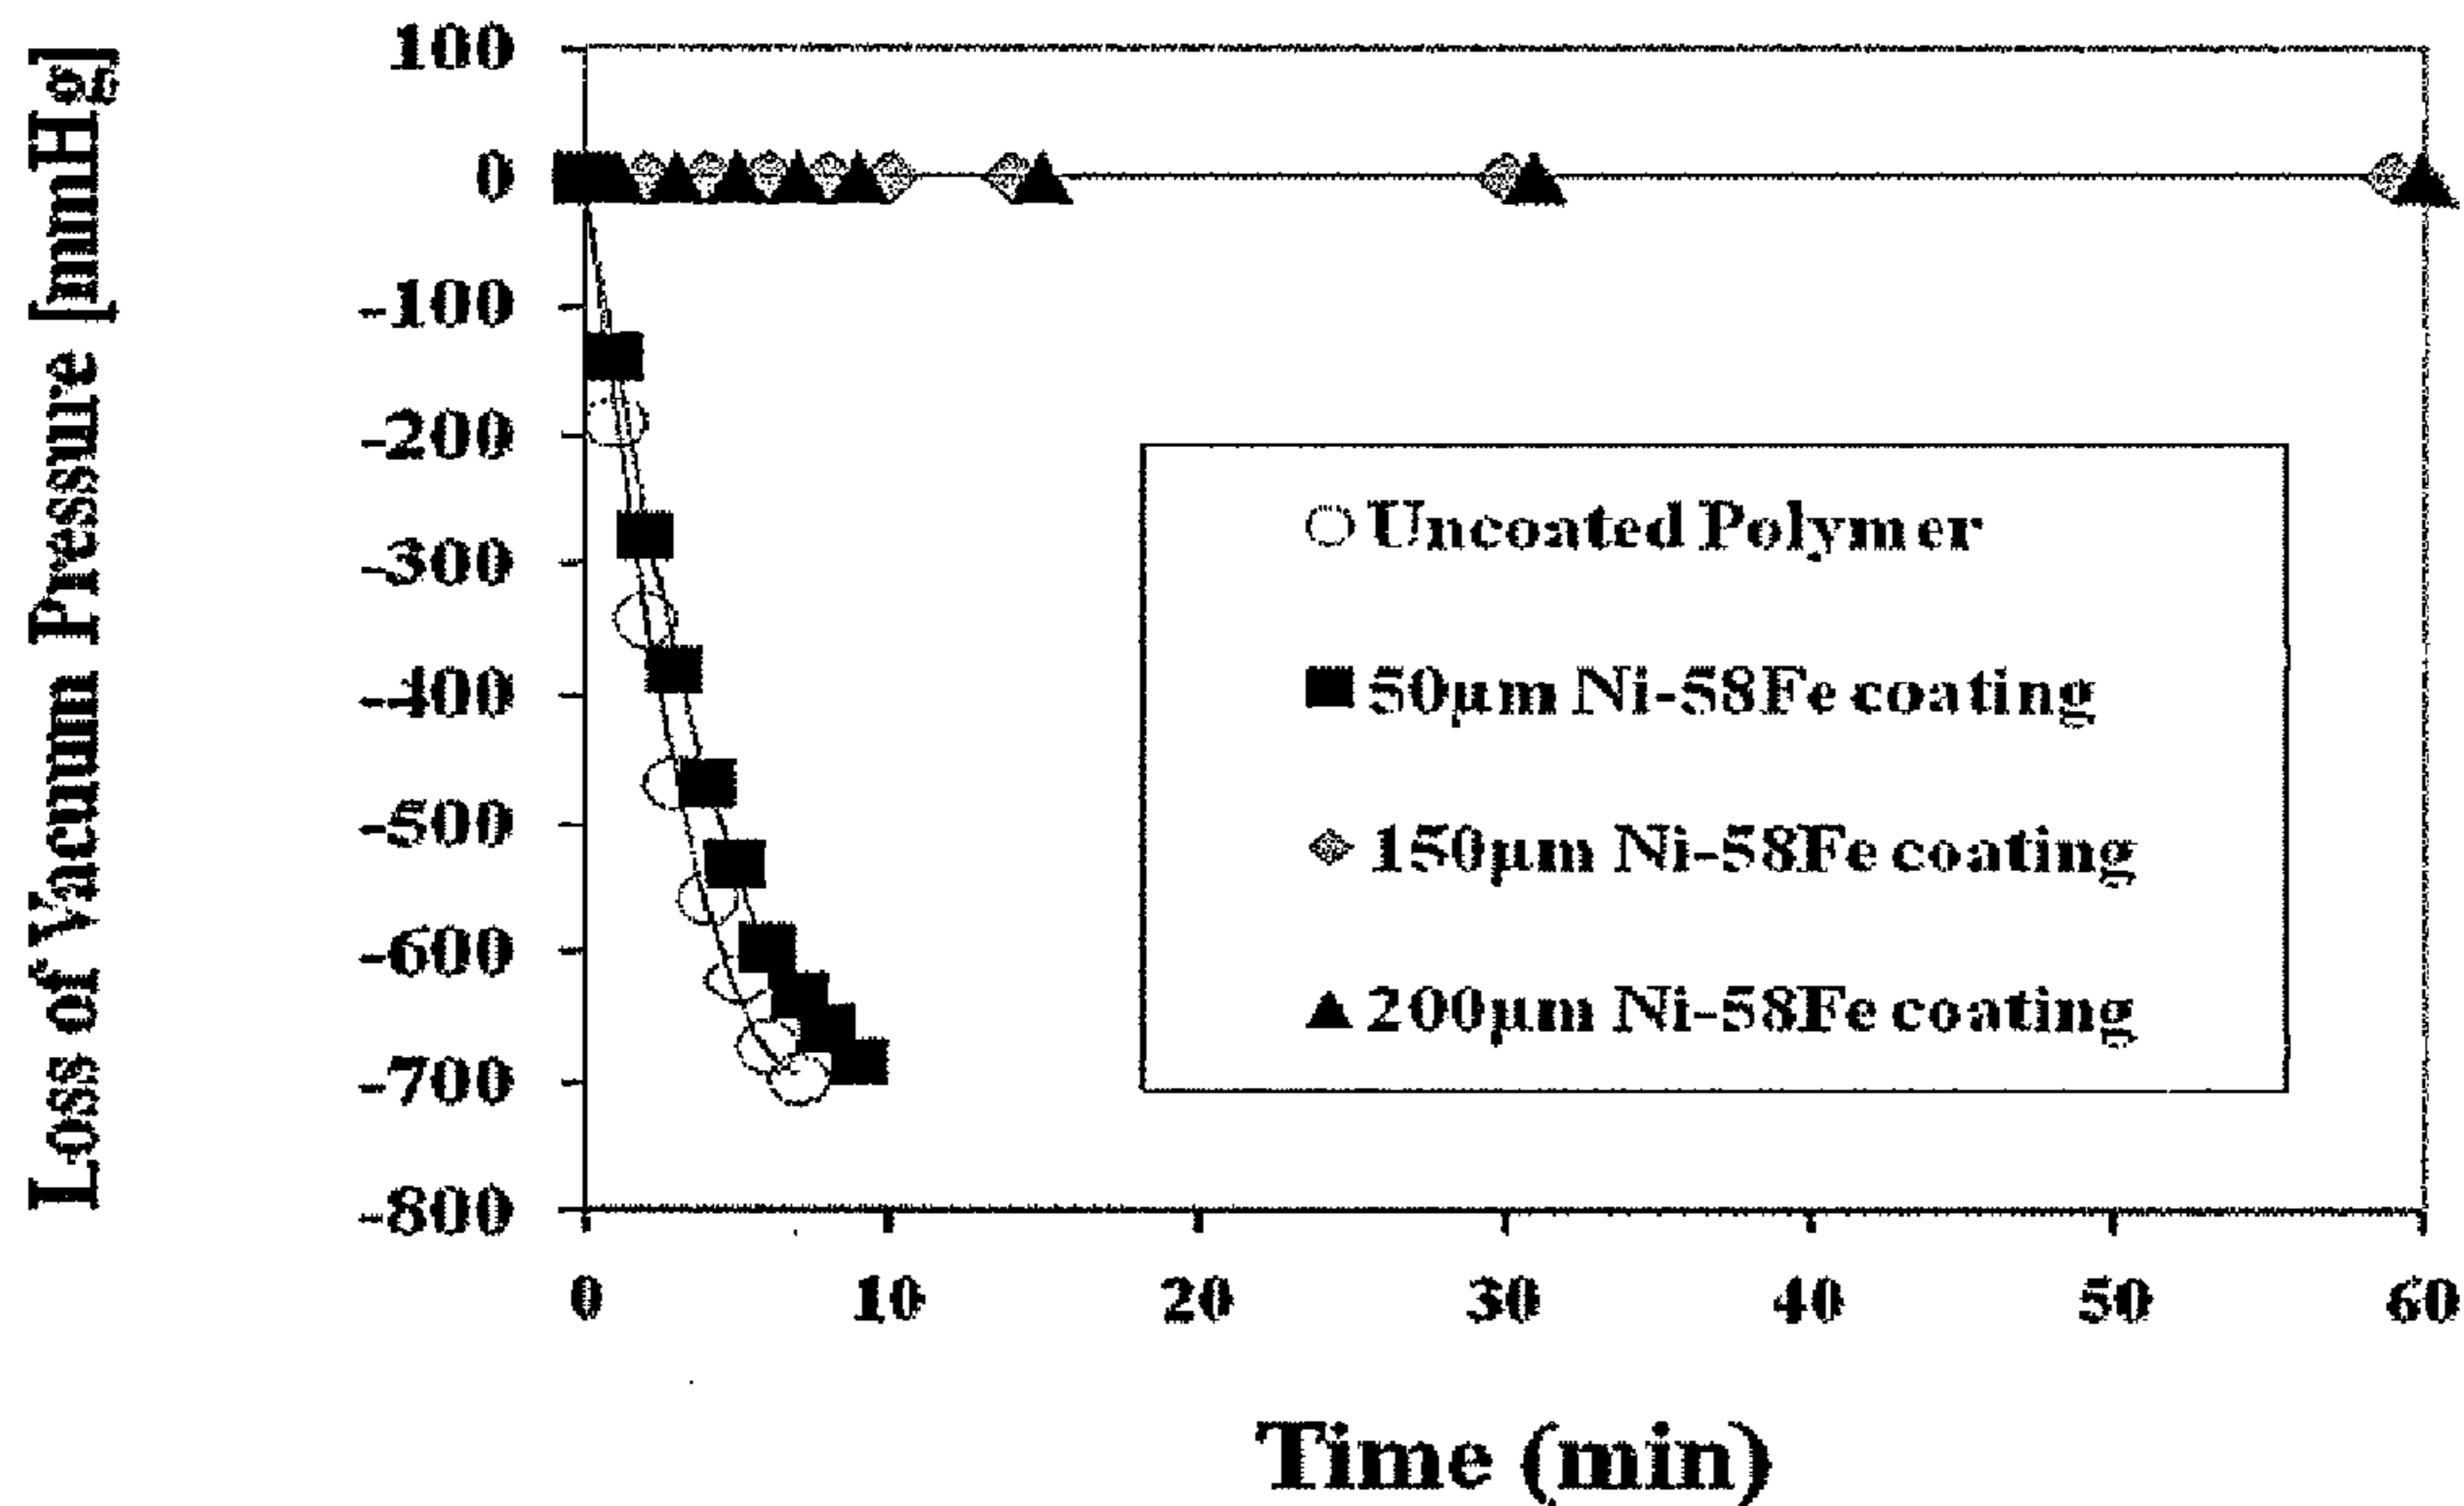 Loss of Vacuum Pressure [mmHg]
100
0
-100
-200
-300
-400
-500
-600
-700
-800
Uncoated Polymer
50µm Ni-58Fe coating
150µm Ni-58Fe coating
200µm Ni-58Fe coating
0 10 20 30 40 50 60
Time (min)